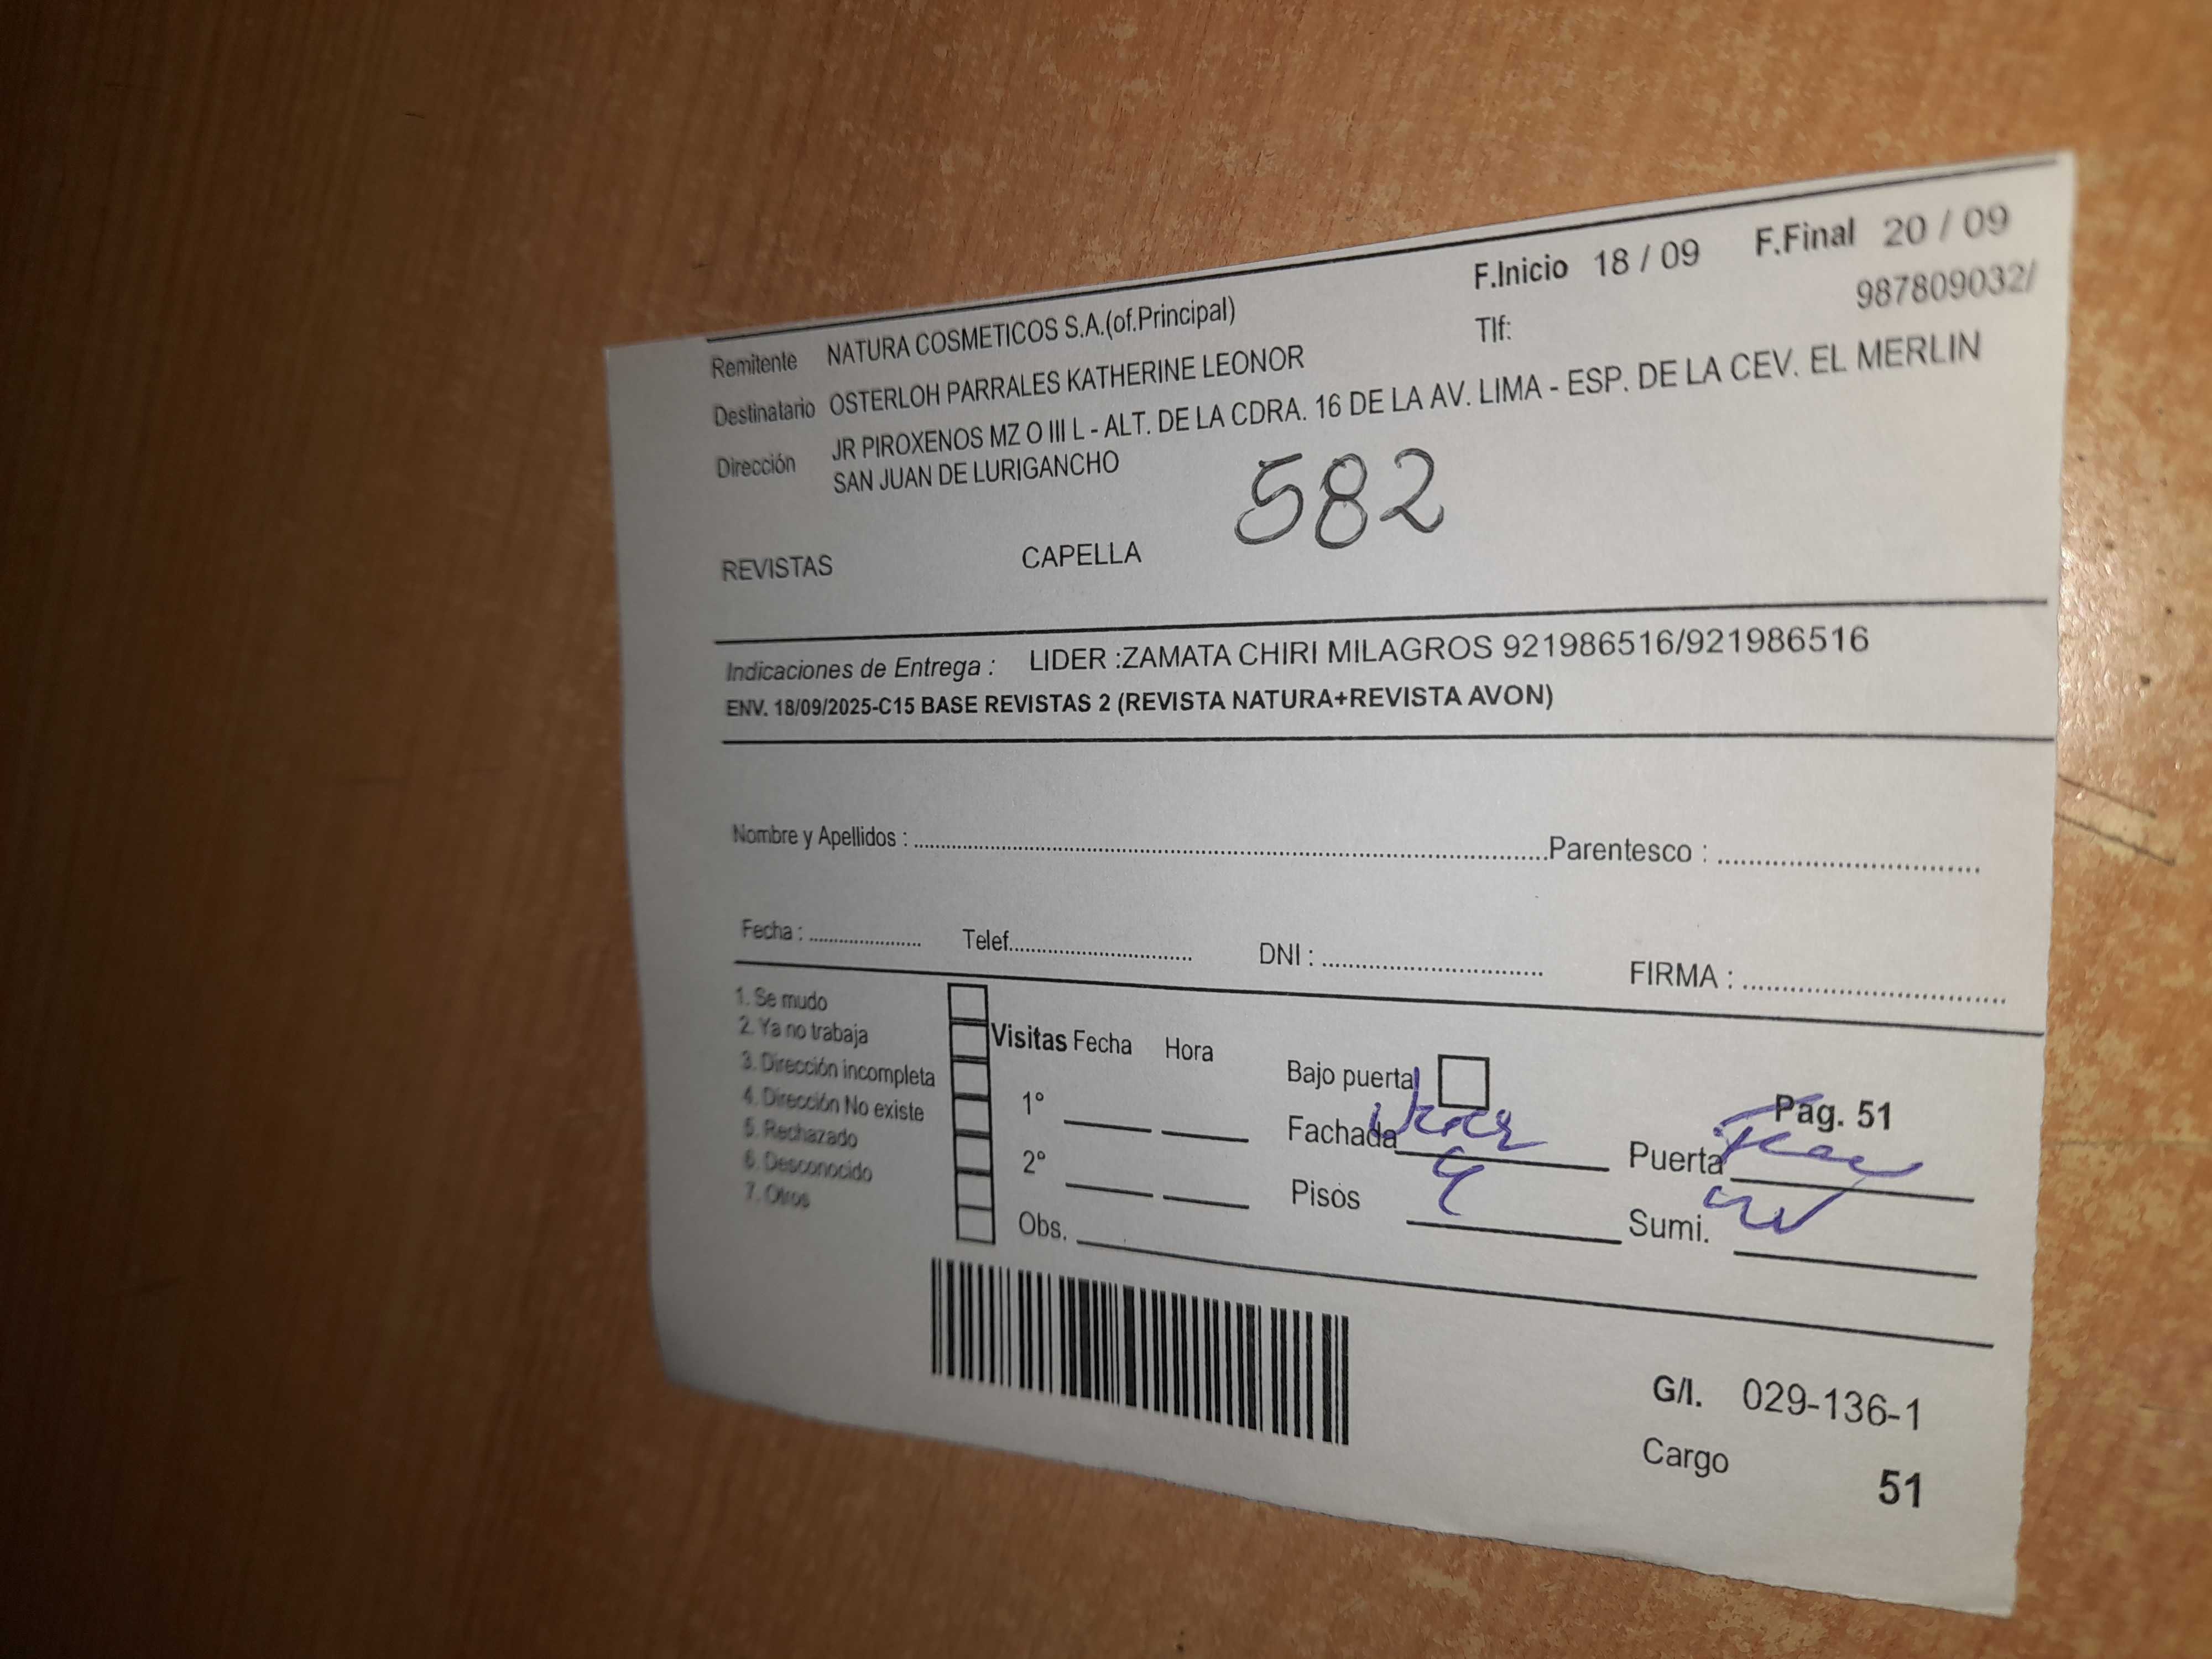 F.Inicio 18 / 09 F.Final 20 / 09
Remitente NATURA COSMETICOS S.A.(of.Principal)
Tlf: 987809032/
Destinatario OSTERLOH PARRALES KATHERINE LEONOR
Dirección JR PIROXENOS MZ O III L - ALT. DE LA CDRA. 16 DE LA AV. LIMA - ESP. DE LA CEV. EL MERLIN
SAN JUAN DE LURIGANCHO
582
REVISTAS CAPELLA
Indicaciones de Entrega : LIDER :ZAMATA CHIRI MILAGROS 921986516/921986516
ENV. 18/09/2025-C15 BASE REVISTAS 2 (REVISTA NATURA+REVISTA AVON)
Nombre y Apellidos : Parentesco :
Fecha : Telef. DNI : FIRMA :
1. Se mudo
2. Ya no trabaja
3. Dirección incompleta
4. Dirección No existe
5. Rechazado
6. Desconocido
7. Otros
Visitas Fecha Hora
1°
2°
Obs.
Bajo puerta
Pag. 51
Fachada Puerta
Pisos 4 Sumi.
G/I. 029-136-1
Cargo 51